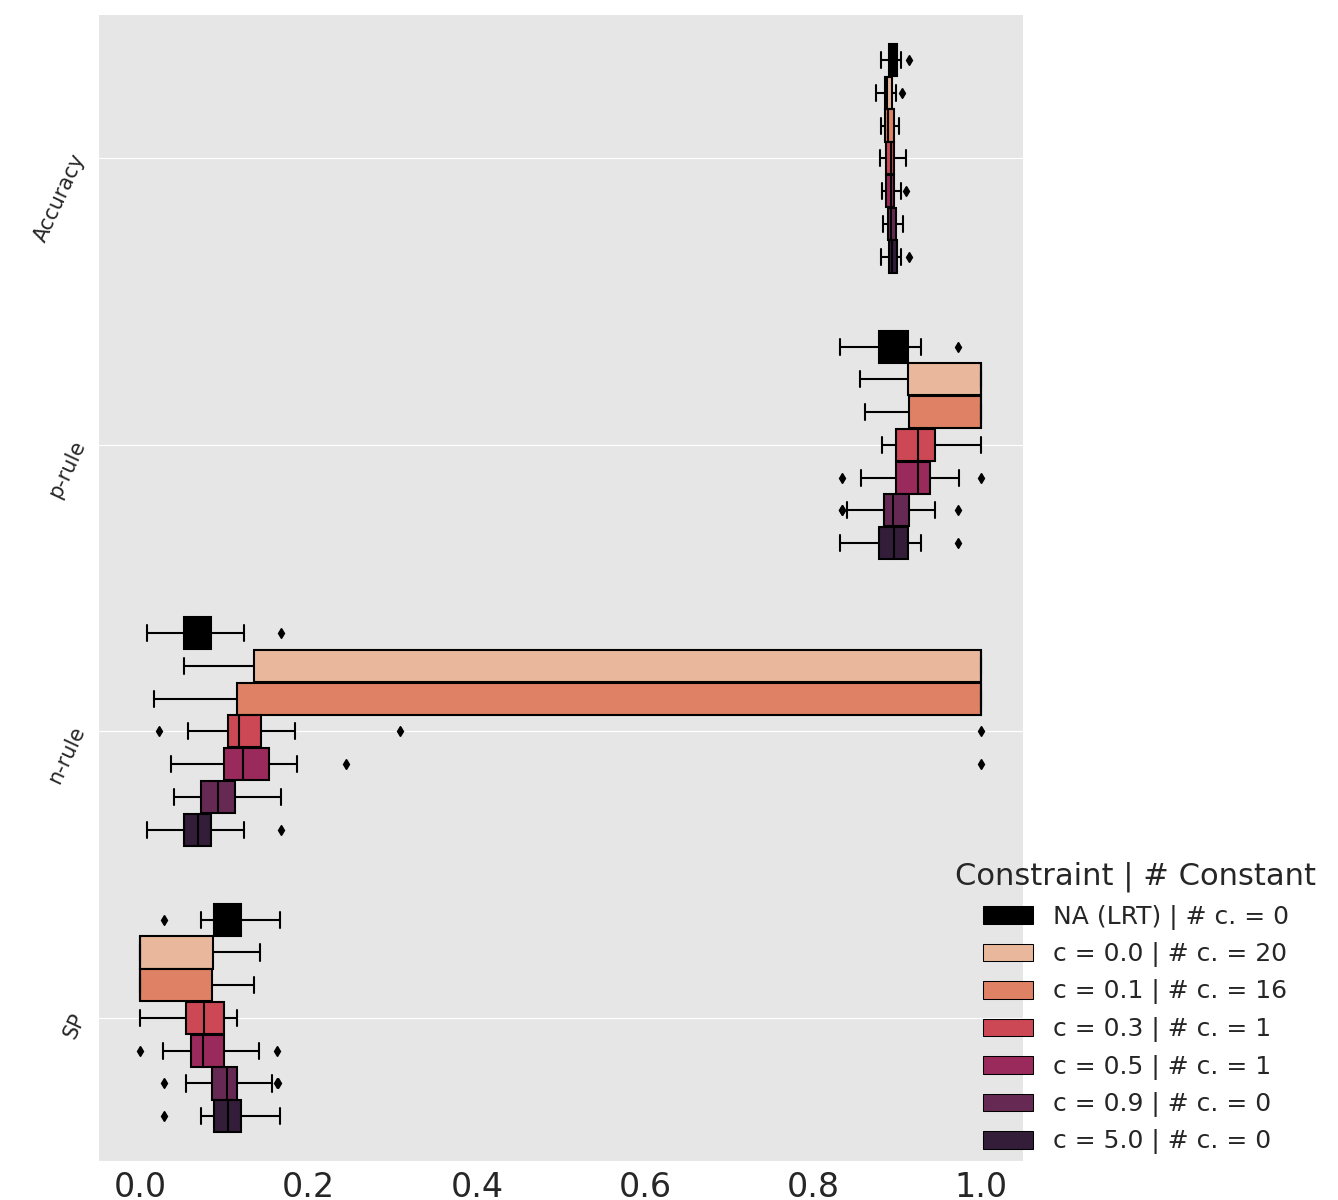 Accuracy
p-rule
n-rule
SP
Constraint | # Constant
NA (LRT) | # c. = 0
c = 0.0 | # c. = 20
c = 0.1 | # c. = 16
c = 0.3 | # c. = 1
c = 0.5 | # c. = 1
c = 0.9 | # c. = 0
c = 5.0 | # c. = 0
0.0 0.2 0.4 0.6 0.8 1.0